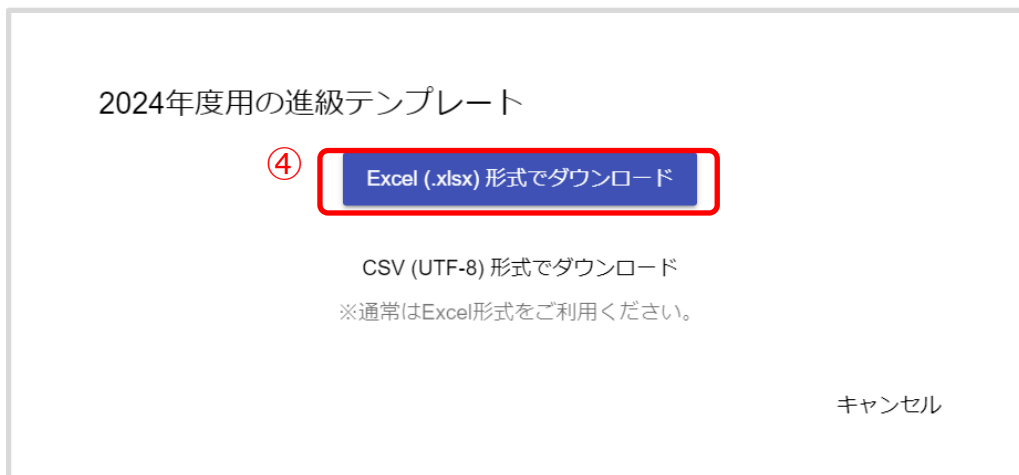 2024年度用の進級テンプレート
④
Excel (.xlsx) 形式でダウンロード
CSV (UTF-8) 形式でダウンロード
※通常はExcel形式をご利用ください。
キャンセル